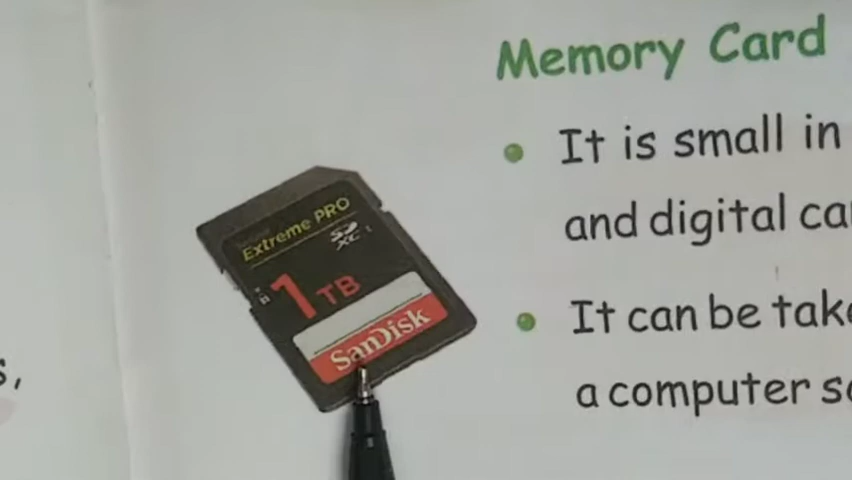 Memory Card
It is small in
and digital ca
It can be take
a computer s
s,
Extreme PRO
SD
XC I
1 TB
SanDisk